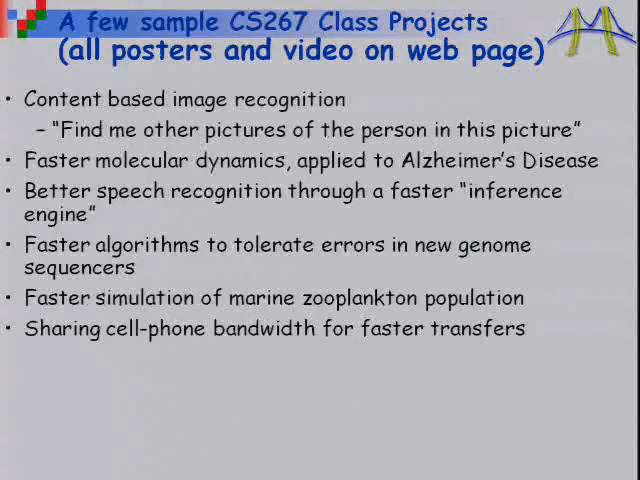 A few sample CS267 Class Projects
(all posters and video on web page)
• Content based image recognition
– “Find me other pictures of the person in this picture”
• Faster molecular dynamics, applied to Alzheimer’s Disease
• Better speech recognition through a faster “inference
engine”
• Faster algorithms to tolerate errors in new genome
sequencers
• Faster simulation of marine zooplankton population
• Sharing cell-phone bandwidth for faster transfers